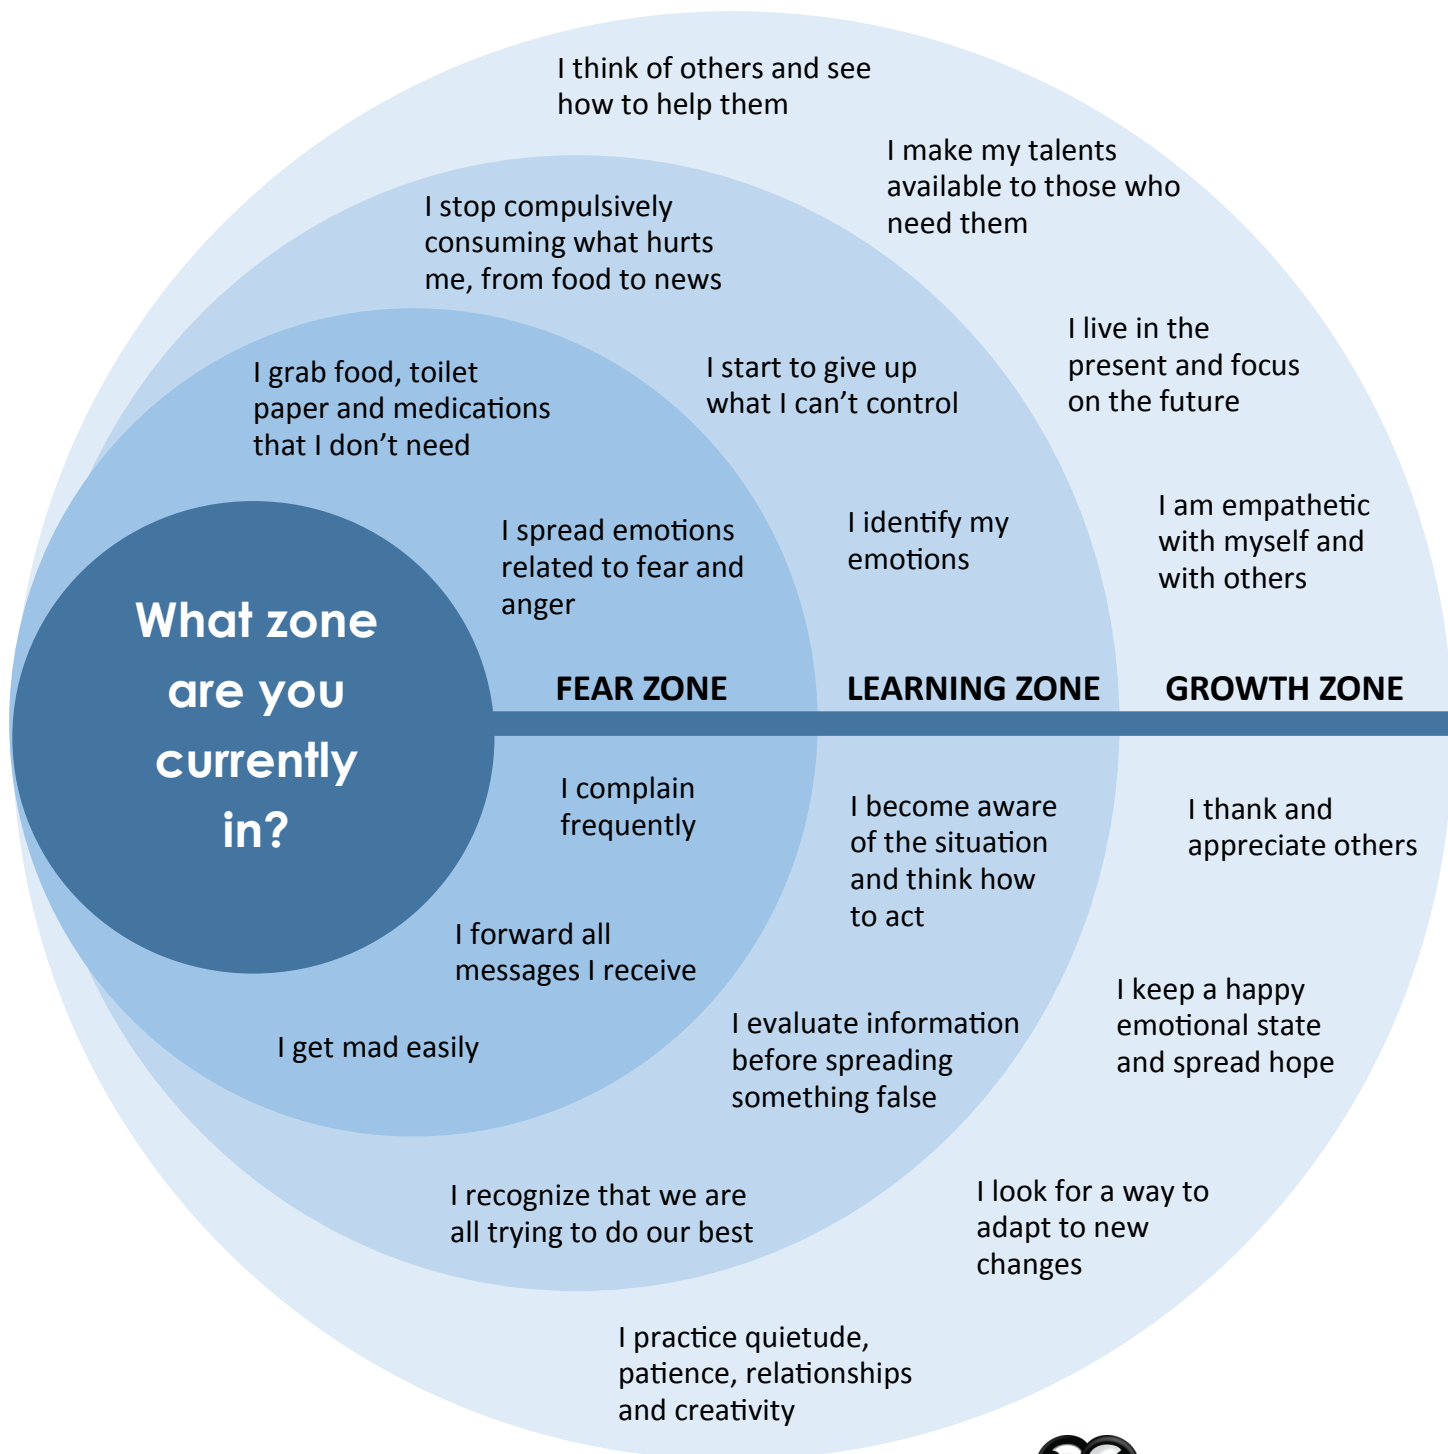 I think of others and see
how to help them
I make my talents
available to those who
need them
I stop compulsively
consuming what hurts
me, from food to news
I live in the
present and focus
on the future
I grab food, toilet
paper and medications
that I don’t need
I start to give up
what I can’t control
I am empathetic
with myself and
with others
I spread emotions
related to fear and
anger
I identify my
emotions
What zone
are you
currently
in?
FEAR ZONE
LEARNING ZONE
GROWTH ZONE
I complain
frequently
I become aware
of the situation
and think how
to act
I thank and
appreciate others
I forward all
messages I receive
I keep a happy
emotional state
and spread hope
I get mad easily
I evaluate information
before spreading
something false
I recognize that we are
all trying to do our best
I look for a way to
adapt to new
changes
I practice quietude,
patience, relationships
and creativity